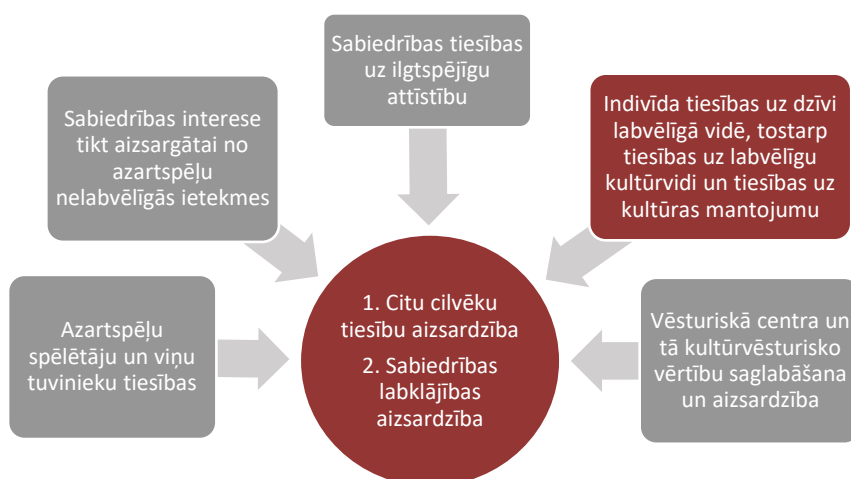 Sabiedrības tiesības
uz ilgtspējīgu
attīstību
Sabiedrības interese
tikt aizsargātai no
azartspēļu
nelabvēlīgās ietekmes
Indivīda tiesības uz dzīvi
labvēlīgā vidē, tostarp
tiesības uz labvēlīgu
kultūrvidi un tiesības uz
kultūras mantojumu
Azartspēļu
spēlētāju un viņu
tuvinieku tiesības
1. Citu cilvēku
tiesību aizsardzība
2. Sabiedrības
labklājības
aizsardzība
Vēsturiskā centra un
tā kultūrvēsturisko
vērtību saglabāšana
un aizsardzība